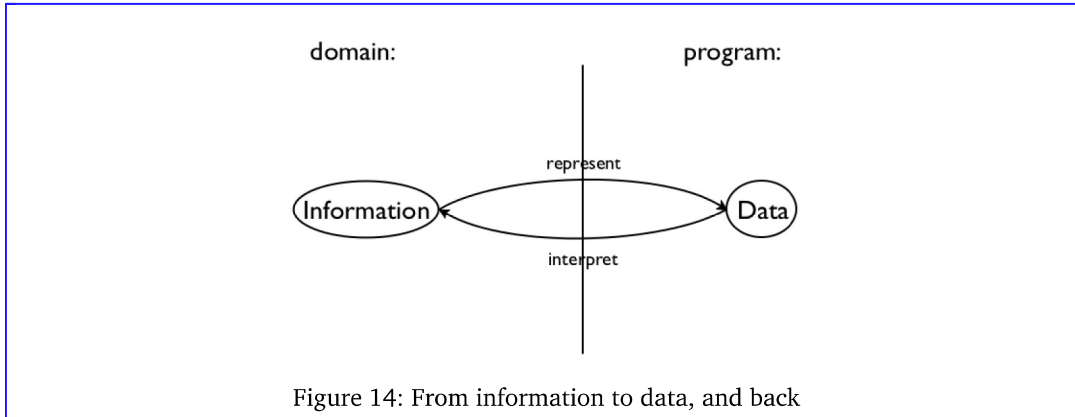 domain: program:
represent
Information Data
interpret
Figure 14: From information to data, and back